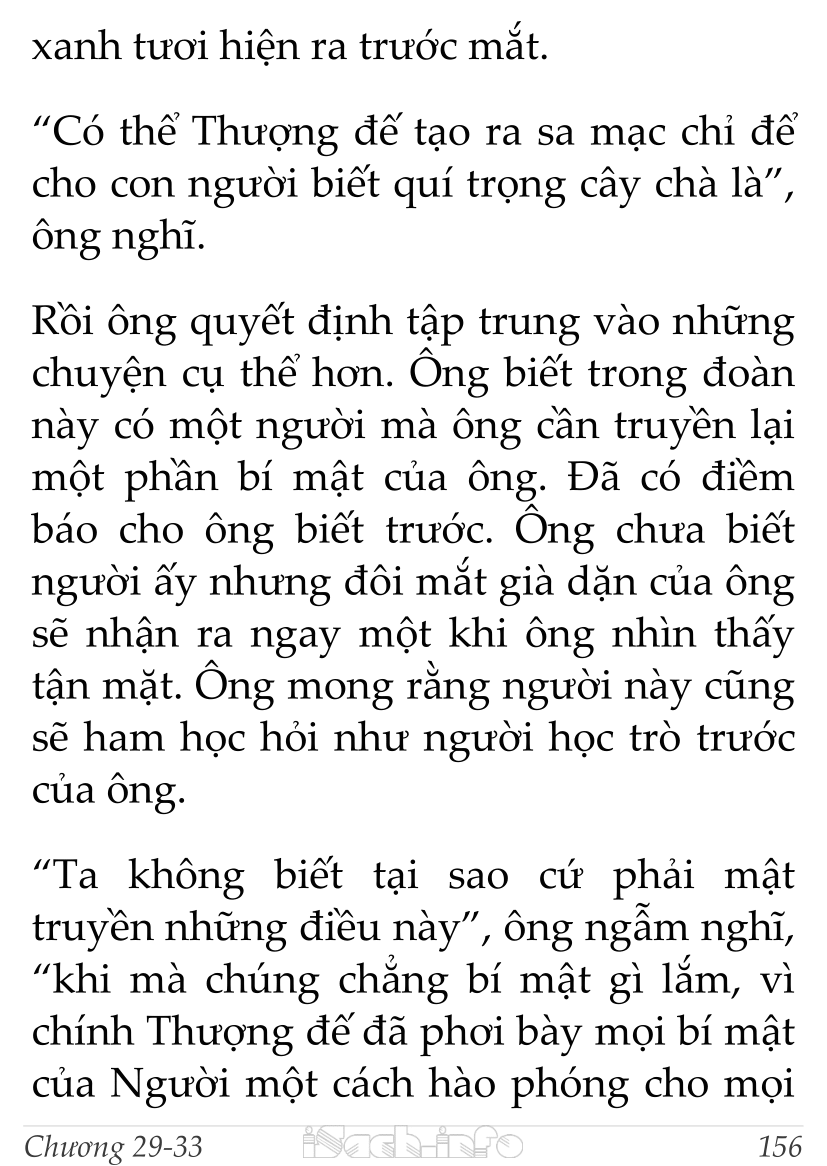 xanh tươi hiện ra trước mắt.
“Có thể Thượng đế tạo ra sa mạc chỉ để
cho con người biết quí trọng cây chà là”,
ông nghĩ.
Rồi ông quyết định tập trung vào những
chuyện cụ thể hơn. Ông biết trong đoàn
này có một người mà ông cần truyền lại
một phần bí mật của ông. Đã có điềm
báo cho ông biết trước. Ông chưa biết
người ấy nhưng đôi mắt già dặn của ông
sẽ nhận ra ngay một khi ông nhìn thấy
tận mặt. Ông mong rằng người này cũng
sẽ ham học hỏi như người học trò trước
của ông.
“Ta không biết tại sao cứ phải mật
truyền những điều này”, ông ngẫm nghĩ,
“khi mà chúng chẳng bí mật gì lắm, vì
chính Thượng đế đã phơi bày mọi bí mật
của Người một cách hào phóng cho mọi
Chương 29-33 iSach.info 156